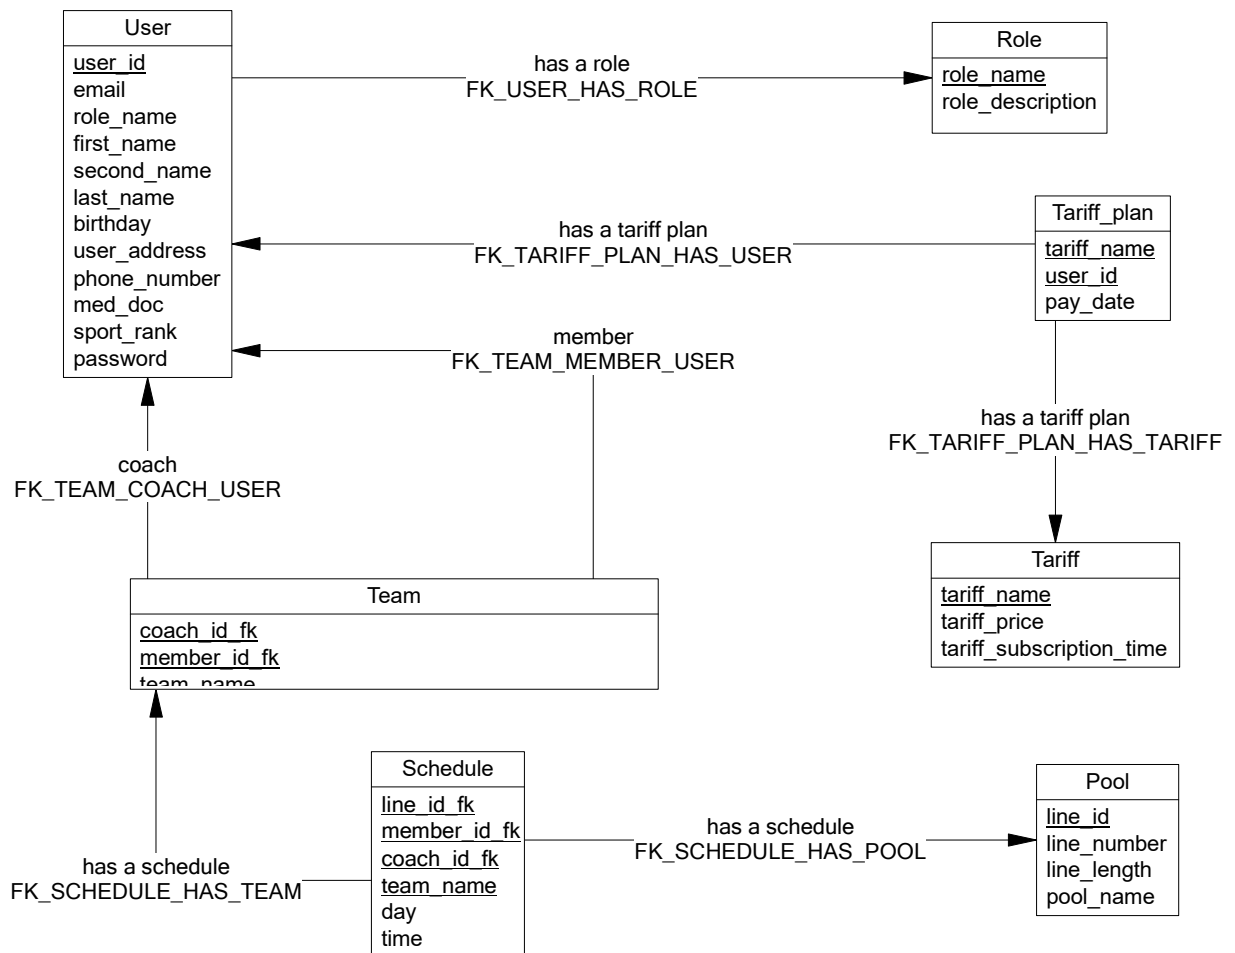 User
user_id
email
role_name
first_name
second_name
last_name
birthday
user_address
phone_number
med_doc
sport_rank
password
has a role
FK_USER_HAS_ROLE
Role
role_name
role_description
has a tariff plan
FK_TARIFF_PLAN_HAS_USER
Tariff_plan
tariff_name
user_id
pay_date
member
FK_TEAM_MEMBER_USER
has a tariff plan
FK_TARIFF_PLAN_HAS_TARIFF
coach
FK_TEAM_COACH_USER
Tariff
tariff_name
tariff_price
tariff_subscription_time
Team
coach_id_fk
member_id_fk
team_name
Schedule
line_id_fk
member_id_fk
coach_id_fk
team_name
day
time
has a schedule
FK_SCHEDULE_HAS_POOL
Pool
line_id
line_number
line_length
pool_name
has a schedule
FK_SCHEDULE_HAS_TEAM